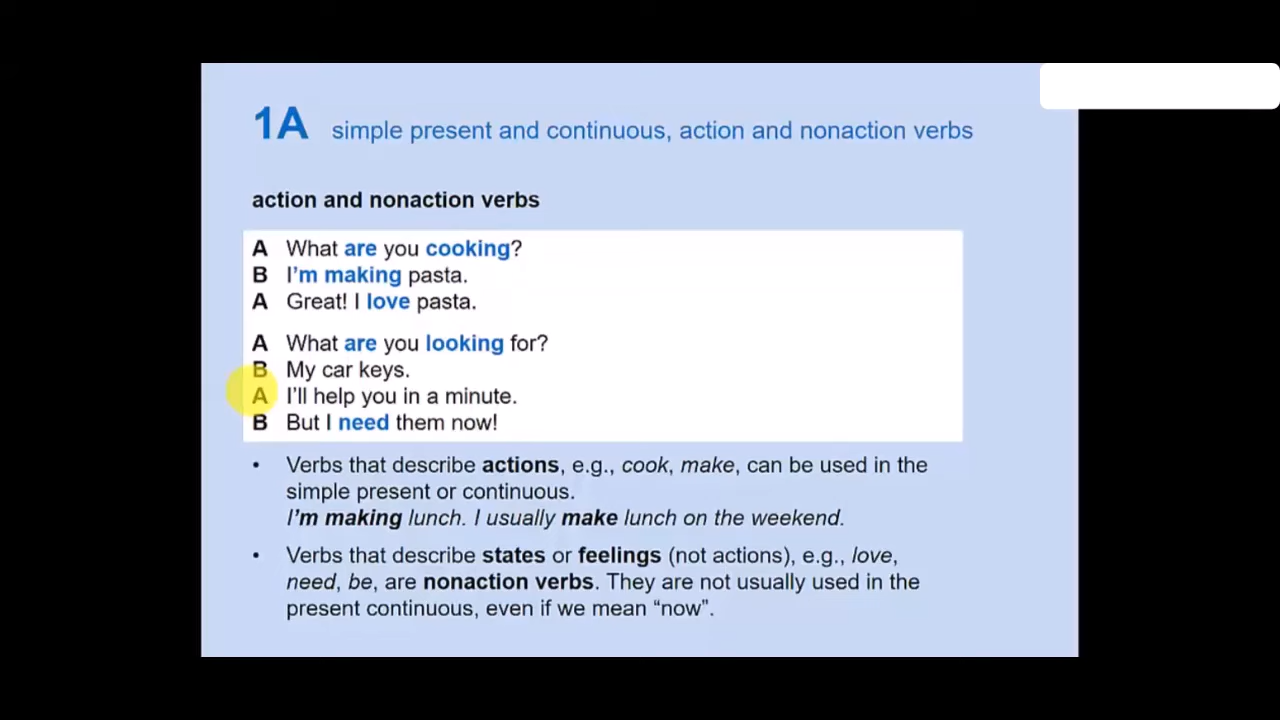 1A simple present and continuous, action and nonaction verbs
action and nonaction verbs
A What are you cooking?
B I’m making pasta.
A Great! I love pasta.
A What are you looking for?
B My car keys.
A I’ll help you in a minute.
B But I need them now!
• Verbs that describe actions, e.g., cook, make, can be used in the
simple present or continuous.
I’m making lunch. I usually make lunch on the weekend.
• Verbs that describe states or feelings (not actions), e.g., love,
need, be, are nonaction verbs. They are not usually used in the
present continuous, even if we mean “now”.